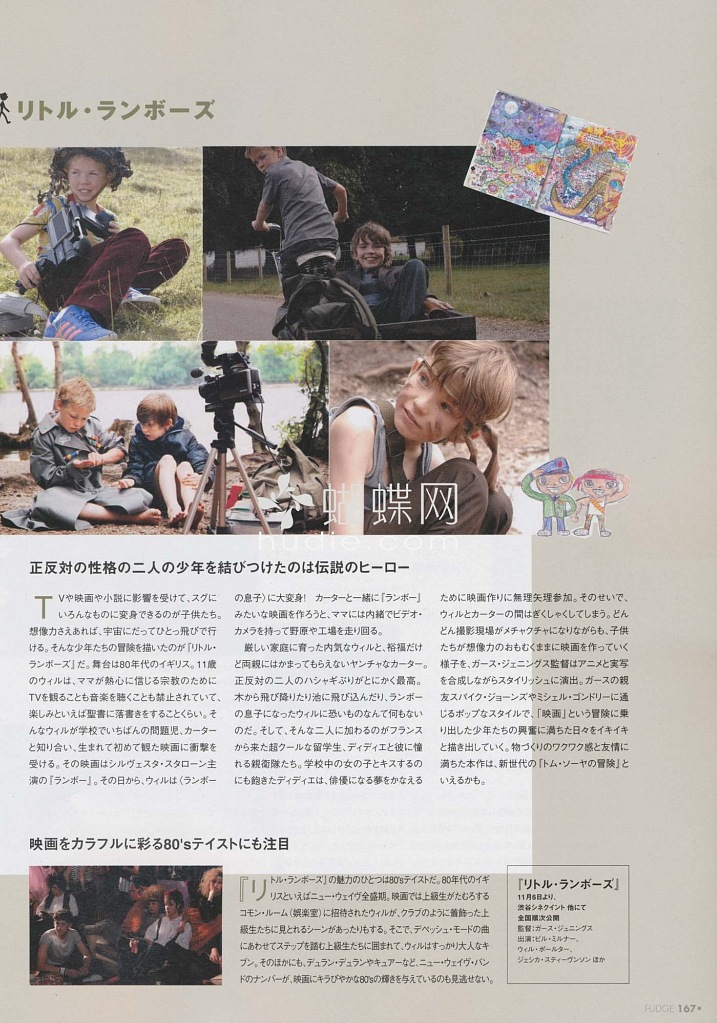 リトル・ランボーズ
蝴蝶网
hudie.com
正反対の性格の二人の少年を結びつけたのは伝説のヒーロー
TVや映画や小説に影響を受けて、スグに
いろんなものに変身できるのが子供たち。
想像力さえあれば、宇宙にだってひとっ飛びで行
ける。そんな少年たちの冒険を描いたのが『リトル・
ランボーズ』だ。舞台は80年代のイギリス。11歳
のウィルは、ママが熱心に信じる宗教のために
TVを観ることも音楽を聴くことも禁止されていて、
楽しみといえば聖書に落書きをすることくらい。そ
んなウィルが学校でいちばんの問題児、カーター
と知り合い、生まれて初めて観た映画に衝撃を
受ける。その映画はシルヴェスタ・スタローン主
演の『ランボー』。その日から、ウィルは（ランボー
の息子）に大変身！ カーターと一緒に『ランボー』
みたいな映画を作ろうと、ママには内緒でビデオ・
カメラを持って野原や工場を走り回る。
厳しい家庭に育った内気なウィルと、裕福だけ
ど両親にはかまってもらえないヤンチャなカーター。
正反対の二人のハシャギぶりがとにかく最高。
木から飛び降りたり池に飛び込んだり、ランボー
の息子になったウィルに恐いものなんて何もない
のだ。そして、そんな二人に加わるのがフランス
から来た超クールな留学生、ディディエと彼に憧
れる親衛隊たち。学校中の女の子とキスするの
にも飽きたディディエは、俳優になる夢をかなえる
ために映画作りに無理矢理参加。そのせいで、
ウィルとカーターの間はぎくしゃくしてしまう。どん
どん撮影現場がメチャクチャになりながらも、子供
たちが想像力のおもむくままに映画を作っていく
様子を、ガース・ジェニングス監督はアニメと実写
を合成しながらスタイリッシュに演出。ガースの親
友スパイク・ジョーンズやミシェル・ゴンドリーに通
じるポップなスタイルで、「映画」という冒険に乗
り出した少年たちの興奮に満ちた日々をイキイキ
と描き出していく。物づくりのワクワク感と友情に
満ちた本作は、新世代の『トム・ソーヤの冒険』と
いえるかも。
映画をカラフルに彩る80'sテイストにも注目
『リトル・ランボーズ』の魅力のひとつは80'sテイストだ。80年代のイギ
リスといえばニュー・ウェイヴ全盛期。映画では上級生がたむろする
コモン・ルーム（娯楽室）に招待されたウィルが、クラブのように着飾った上
級生たちに見とれるシーンがあったりもする。そこで、デペッシュ・モードの曲
にあわせてステップを踏む上級生たちに囲まれて、ウィルはすっかり大人なキ
ブン。そのほかにも、デュラン・デュランやキュアーなど、ニュー・ウェイヴ・バン
ドのナンバーが、映画にキラびやかな80'sの輝きを与えているのも見逃せない。
『リトル・ランボーズ』
11月6日より、
渋谷シネクイント 他にて
全国順次公開
監督：ガース・ジェニングス
出演：ビル・ミルナー、
ウィル・ポールター、
ジェシカ・スティーヴンソン ほか
FUDGE 167